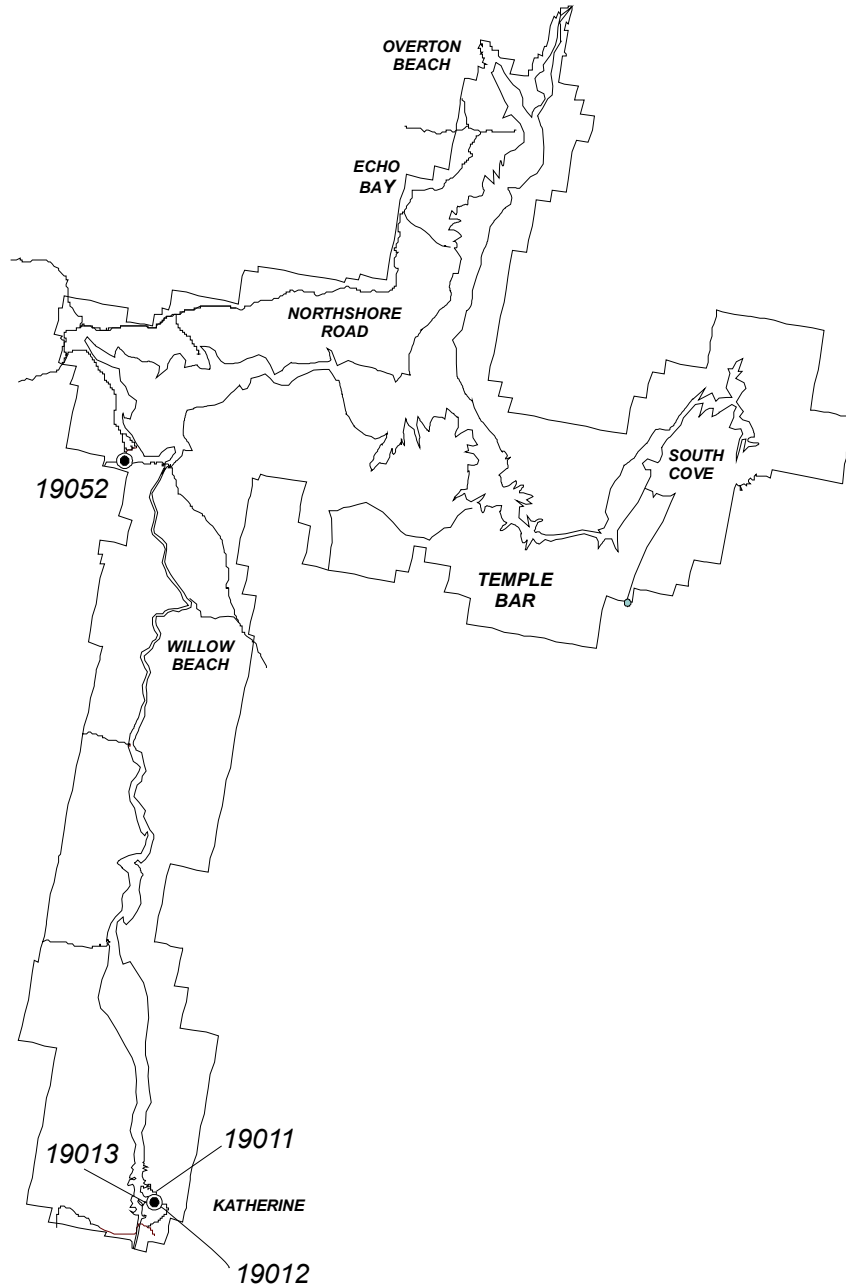 OVERTON
BEACH
ECHO
BAY
NORTHSHORE
ROAD
SOUTH
COVE
19052
TEMPLE
BAR
WILLOW
BEACH
19011
19013
KATHERINE
19012